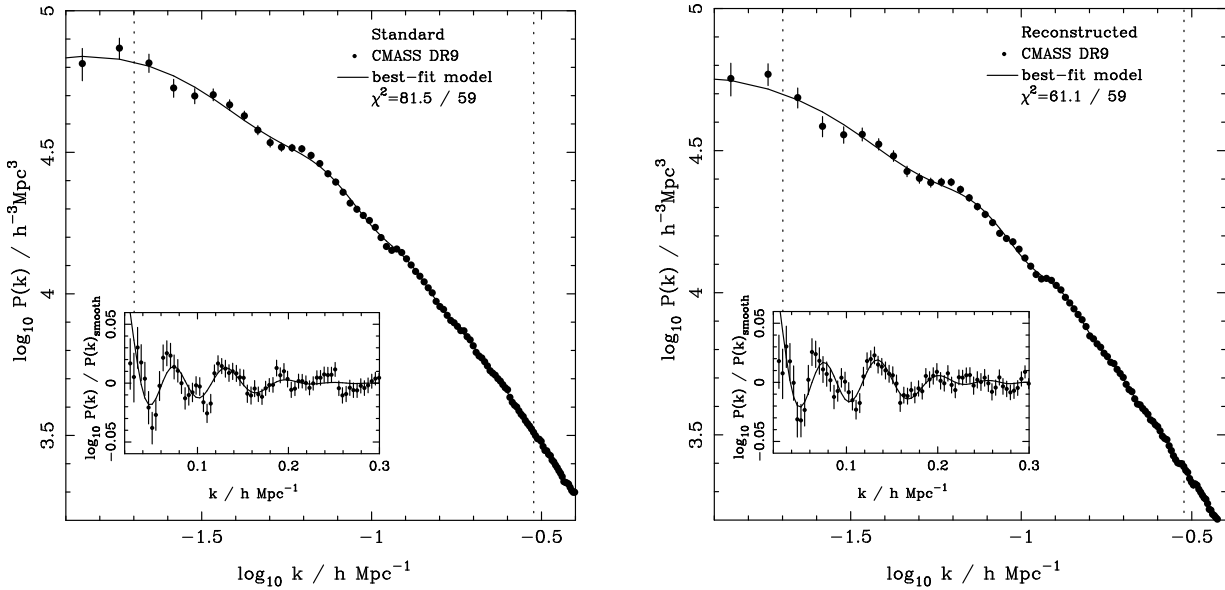 Standard
CMASS DR9
best-fit model
χ²=81.5 / 59
5
4.5
4
3.5
log₁₀ P(k) / h⁻³Mpc³
−1.5
−1
−0.5
log₁₀ k / h Mpc⁻¹
0.05
0
−0.05
log₁₀ P(k) / P(k)smooth
0.1
0.2
0.3
k / h Mpc⁻¹
Reconstructed
CMASS DR9
best-fit model
χ²=61.1 / 59
5
4.5
4
3.5
log₁₀ P(k) / h⁻³Mpc³
−1.5
−1
−0.5
log₁₀ k / h Mpc⁻¹
0.05
0
−0.05
log₁₀ P(k) / P(k)smooth
0.1
0.2
0.3
k / h Mpc⁻¹